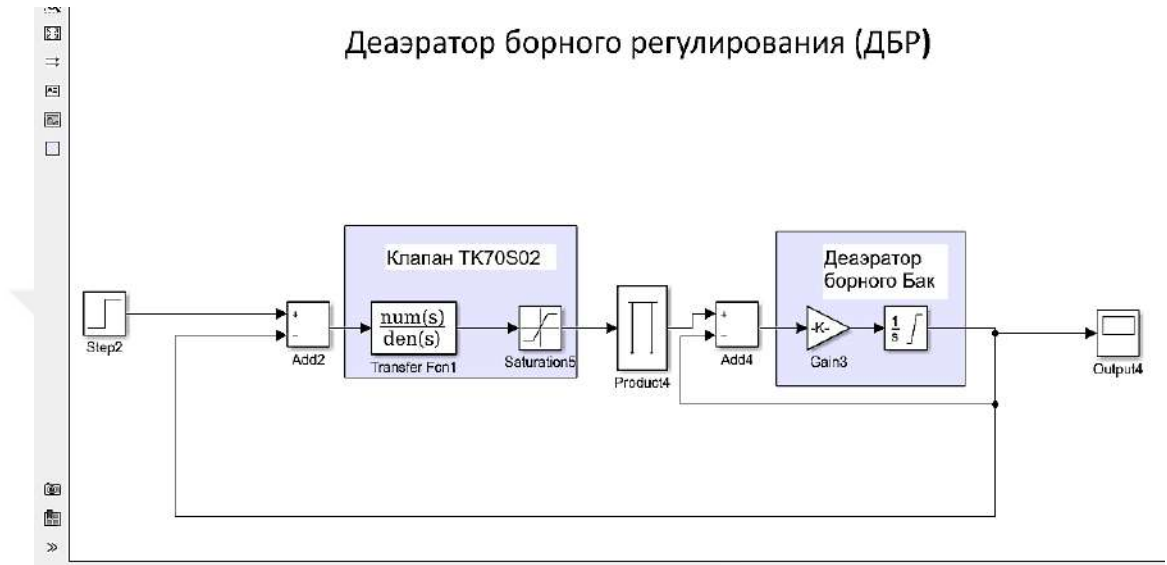 Деаэратор борного регулирования (ДБР)
Клапан TK70S02
Деаэратор
борного Бак
+
−
num(s)
den(s)
+
−
-K-
1
s
Step2
Add2
Transfer Fcn1
Saturation5
Product4
Add4
Gain3
Output4